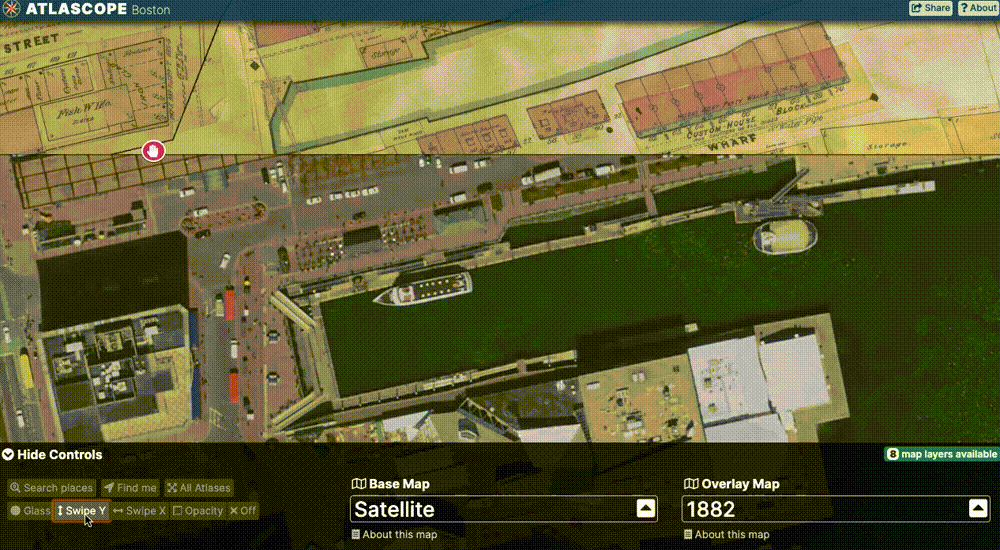 ATLASCOPE Boston
Share
About
STREET
Storage
CUSTOM HOUSE BLOCK
WHARF
Storage
Hide Controls
8 map layers available
Search places
Find me
All Atlases
Glass
Swipe Y
Swipe X
Opacity
Off
Base Map
Satellite
About this map
Overlay Map
1882
About this map